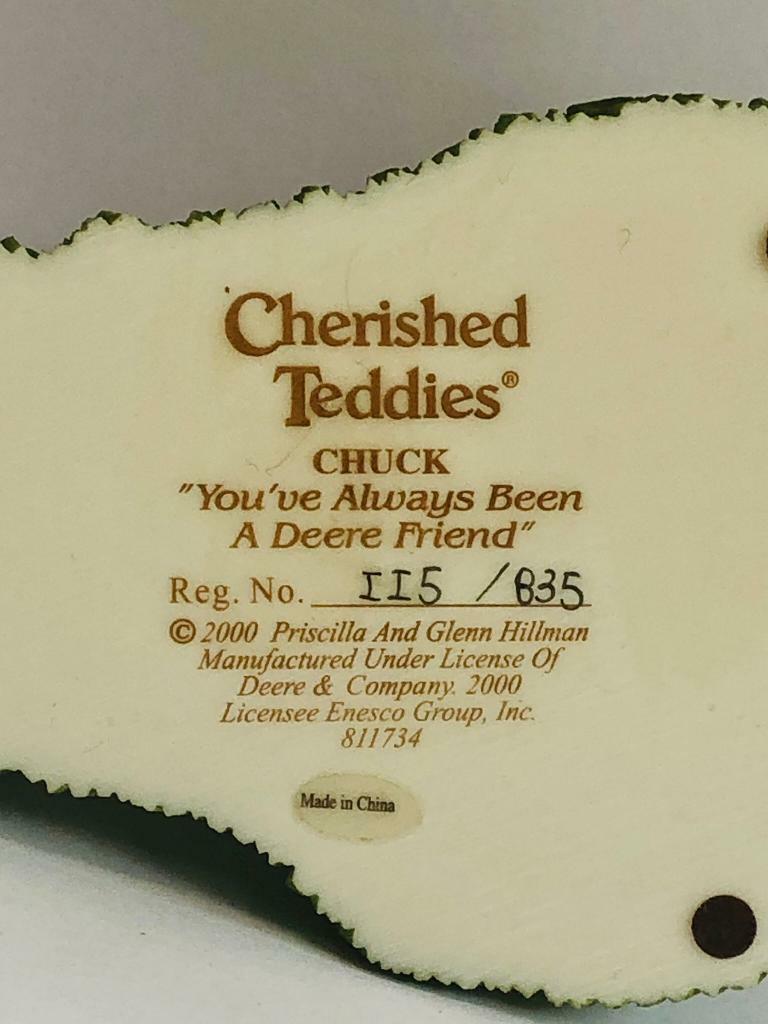 Cherished
Teddies®
CHUCK
"You've Always Been
A Deere Friend"
Reg. No. II5 /835
© 2000 Priscilla And Glenn Hillman
Manufactured Under License Of
Deere & Company. 2000
Licensee Enesco Group, Inc.
811734
Made in China